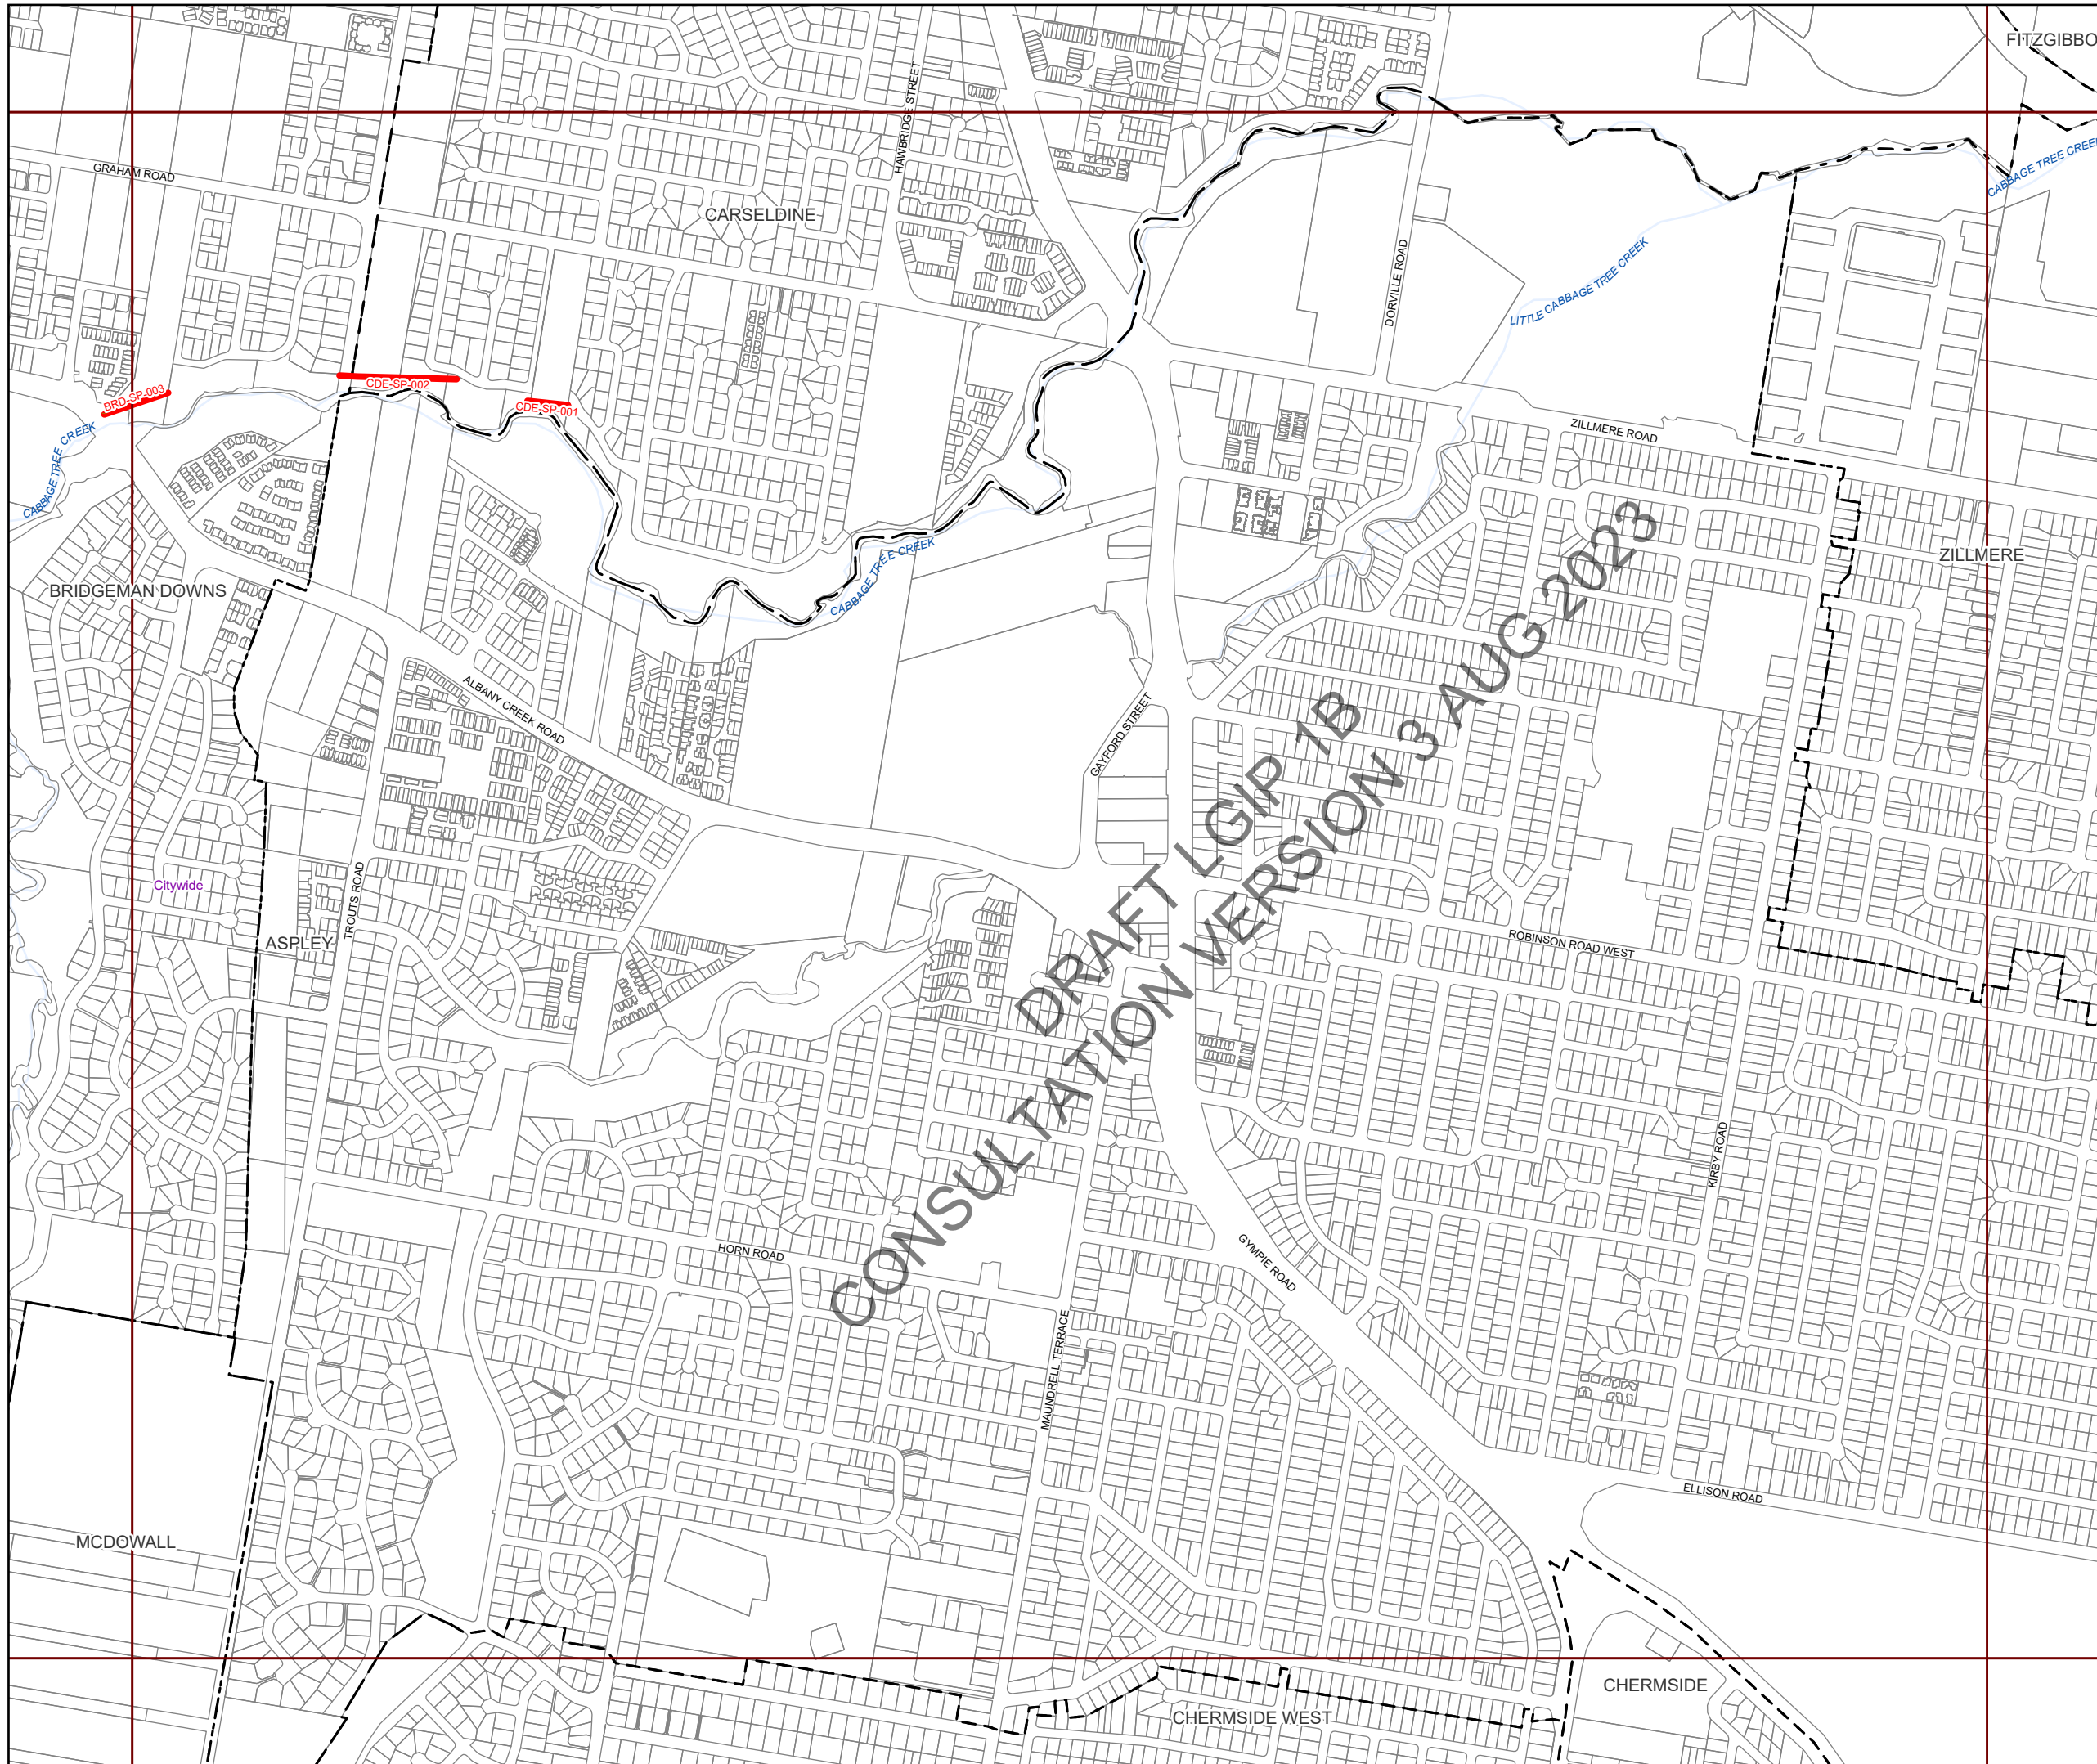 FITZGIBBO
HAWBRIDGE STREET
CABBAGE TREE CREE
GRAHAM ROAD
CARSELDINE
DORVILLE ROAD
LITTLE CABBAGE TREE CREEK
BRD-SP-003
CDE-SP-002
CDE-SP-001
ZILLMERE ROAD
CABBAGE TREE CREEK
ZILLMERE
CABBAGE TREE CREEK
BRIDGEMAN DOWNS
ALBANY CREEK ROAD
GAYFORD STREET
DRAFT LGIP 1B
CONSULTATION VERSION 3 AUG 2023
Citywide
TROUTS ROAD
ASPLEY
ROBINSON ROAD WEST
KIRBY ROAD
HORN ROAD
GYMPIE ROAD
MAUNDRELL TERRACE
ELLISON ROAD
MCDOWALL
CHERMSIDE
CHERMSIDE WEST